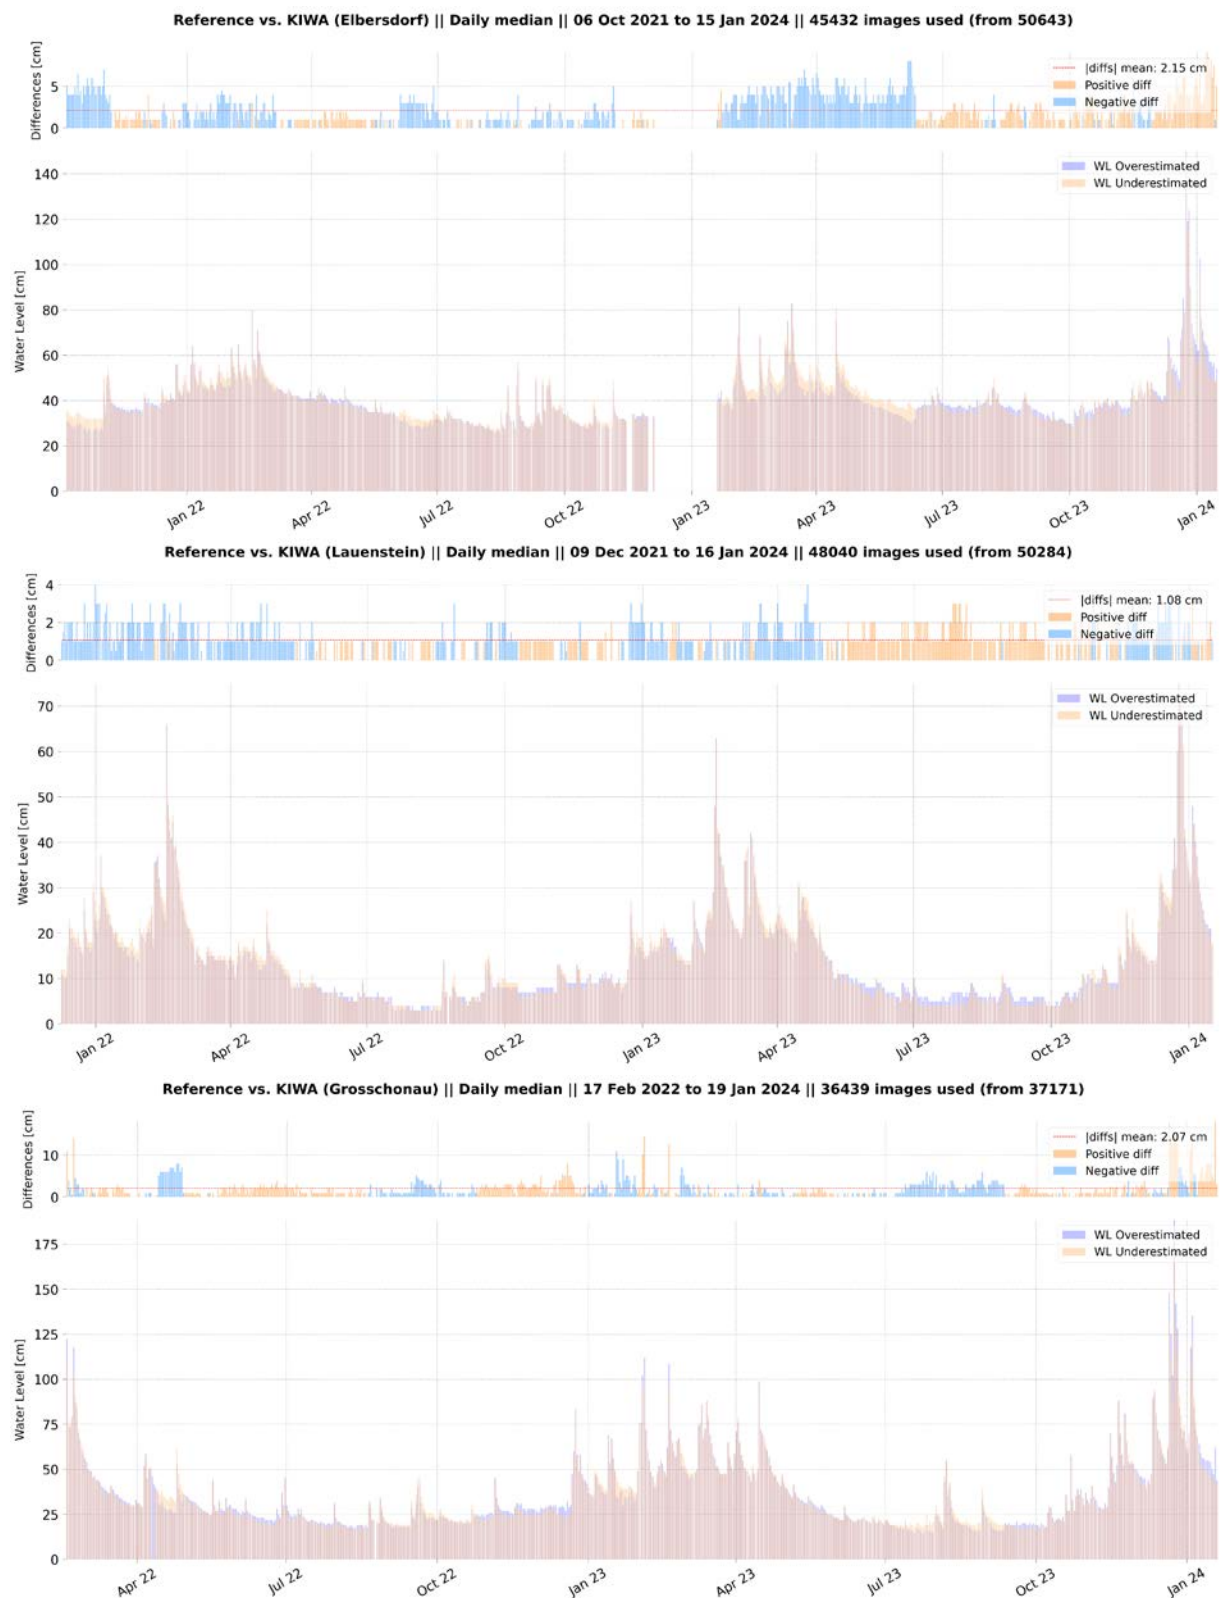 Reference vs. KIWA (Elbersdorf) || Daily median || 06 Oct 2021 to 15 Jan 2024 || 45432 images used (from 50643)
Differences [cm]
5
0
|diffs| mean: 2.15 cm
Positive diff
Negative diff
Water Level [cm]
140
120
100
80
60
40
20
0
WL Overestimated
WL Underestimated
Jan 22
Apr 22
Jul 22
Oct 22
Jan 23
Apr 23
Jul 23
Oct 23
Jan 24
Reference vs. KIWA (Lauenstein) || Daily median || 09 Dec 2021 to 16 Jan 2024 || 48040 images used (from 50284)
Differences [cm]
4
2
0
|diffs| mean: 1.08 cm
Positive diff
Negative diff
Water Level [cm]
70
60
50
40
30
20
10
0
WL Overestimated
WL Underestimated
Jan 22
Apr 22
Jul 22
Oct 22
Jan 23
Apr 23
Jul 23
Oct 23
Jan 24
Reference vs. KIWA (Grosschonau) || Daily median || 17 Feb 2022 to 19 Jan 2024 || 36439 images used (from 37171)
Differences [cm]
10
0
|diffs| mean: 2.07 cm
Positive diff
Negative diff
Water Level [cm]
175
150
125
100
75
50
25
0
WL Overestimated
WL Underestimated
Apr 22
Jul 22
Oct 22
Jan 23
Apr 23
Jul 23
Oct 23
Jan 24